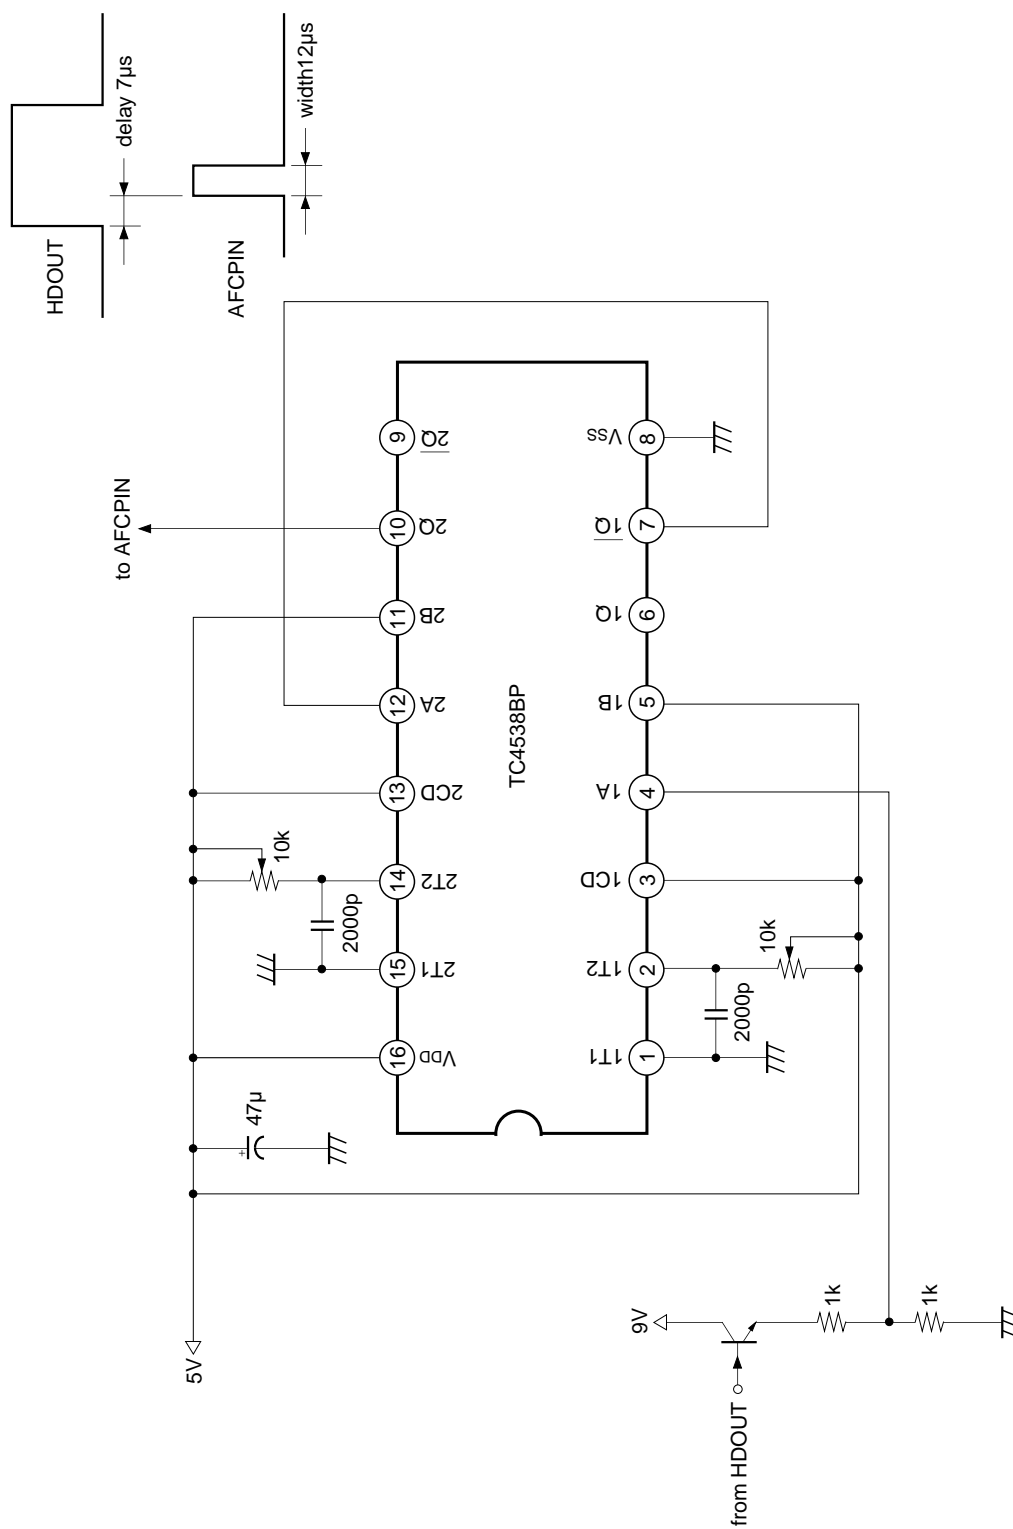 HDOUT
delay 7μs
AFCPIN
width12μs
to AFCPIN
5V
47μ
+
16
VDD
15
2T1
14
2T2
13
2CD
12
2A
11
2B
10
2Q
9
2Q
10k
2000p
TC4538BP
1
1T1
2
1T2
3
1CD
4
1A
5
1B
6
1Q
7
1Q
8
VSS
2000p
10k
9V
1k
1k
from HDOUT